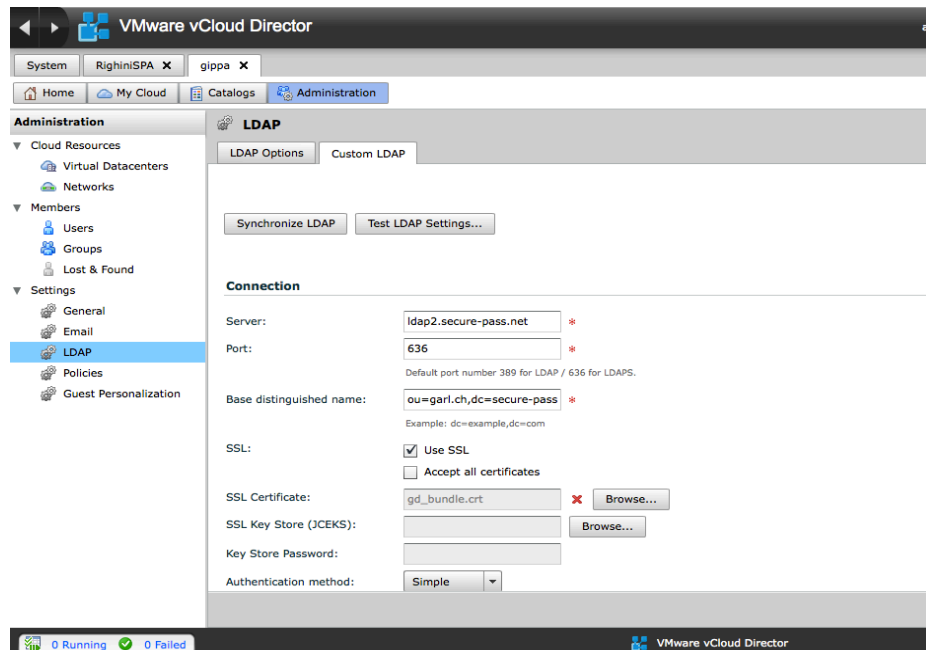 VMware vCloud Director
System
RighiniSPA
gippa
Home
My Cloud
Catalogs
Administration
Administration
Cloud Resources
Virtual Datacenters
Networks
Members
Users
Groups
Lost & Found
Settings
General
Email
LDAP
Policies
Guest Personalization
LDAP
LDAP Options
Custom LDAP
Synchronize LDAP
Test LDAP Settings...
Connection
Server: ldap2.secure-pass.net *
Port: 636 *
Default port number 389 for LDAP / 636 for LDAPS.
Base distinguished name: ou=garl.ch,dc=secure-pass *
Example: dc=example,dc=com
SSL: Use SSL
Accept all certificates
SSL Certificate: gd_bundle.crt Browse...
SSL Key Store (JCEKS): Browse...
Key Store Password:
Authentication method: Simple
0 Running 0 Failed
VMware vCloud Director